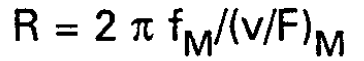 R = 2 π f_M/(v/F)_M